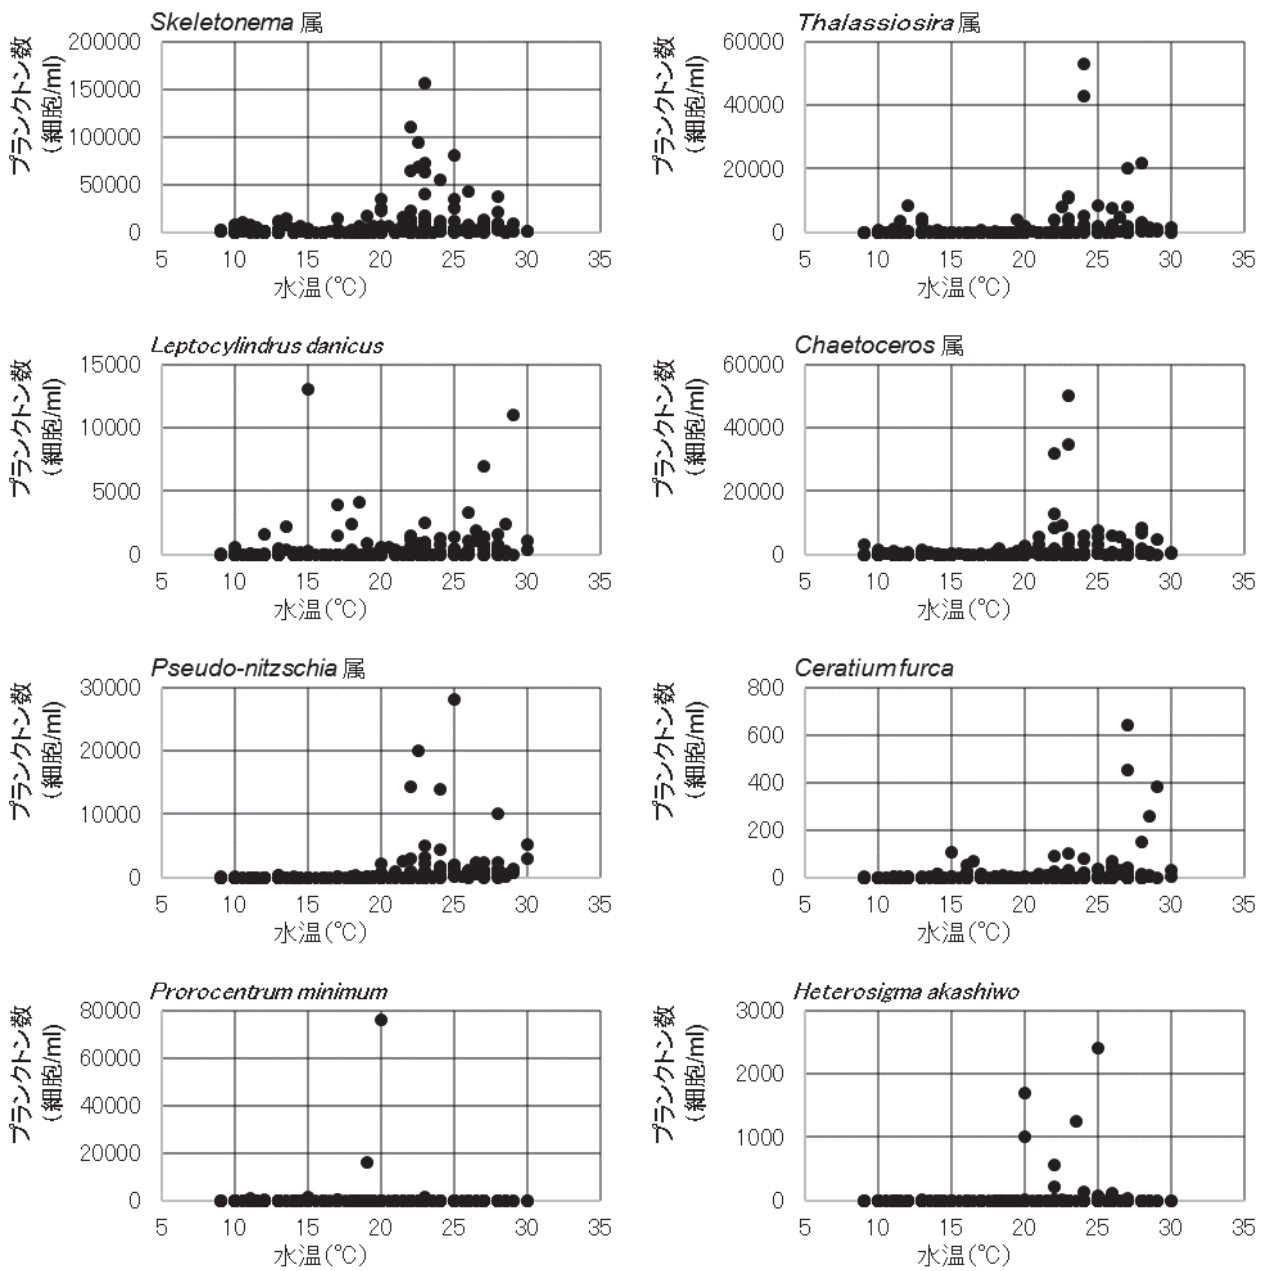 Skeletonema 属
プランクトン数
(細胞/ml)
200000
150000
100000
50000
0
5 10 15 20 25 30 35
水温(℃)
Thalassiosira 属
プランクトン数
(細胞/ml)
60000
40000
20000
0
5 10 15 20 25 30 35
水温(℃)
Leptocylindrus danicus
プランクトン数
(細胞/ml)
15000
10000
5000
0
5 10 15 20 25 30 35
水温(℃)
Chaetoceros 属
プランクトン数
(細胞/ml)
60000
40000
20000
0
5 10 15 20 25 30 35
水温(℃)
Pseudo-nitzschia 属
プランクトン数
(細胞/ml)
30000
20000
10000
0
5 10 15 20 25 30 35
水温(℃)
Ceratium furca
プランクトン数
(細胞/ml)
800
600
400
200
0
5 10 15 20 25 30 35
水温(℃)
Prorocentrum minimum
プランクトン数
(細胞/ml)
80000
60000
40000
20000
0
5 10 15 20 25 30 35
水温(℃)
Heterosigma akashiwo
プランクトン数
(細胞/ml)
3000
2000
1000
0
5 10 15 20 25 30 35
水温(℃)